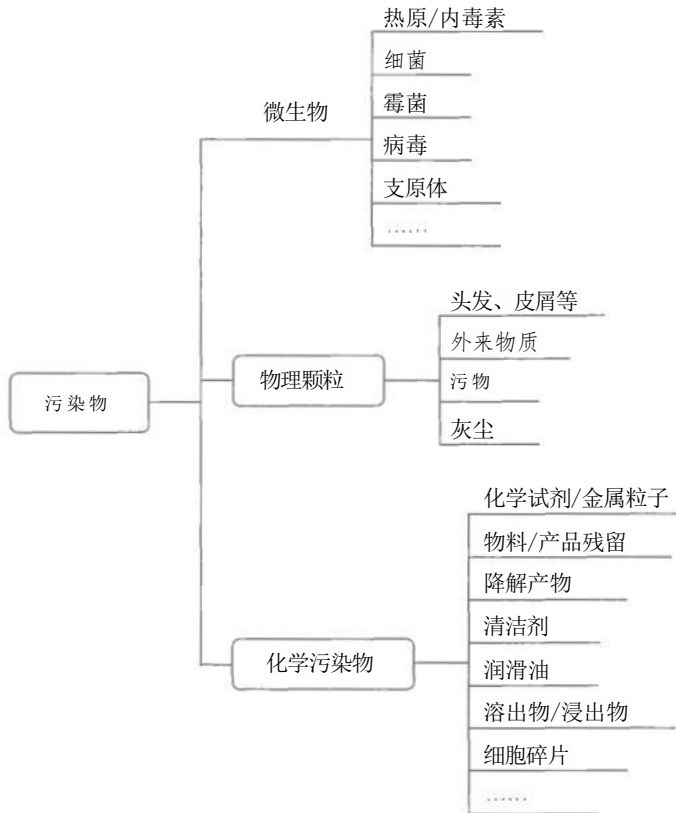 污染物
微生物
热原/内毒素
细菌
霉菌
病毒
支原体
......
物理颗粒
头发、皮屑等
外来物质
污物
灰尘
化学污染物
化学试剂/金属粒子
物料/产品残留
降解产物
清洁剂
润滑油
溶出物/浸出物
细胞碎片
......